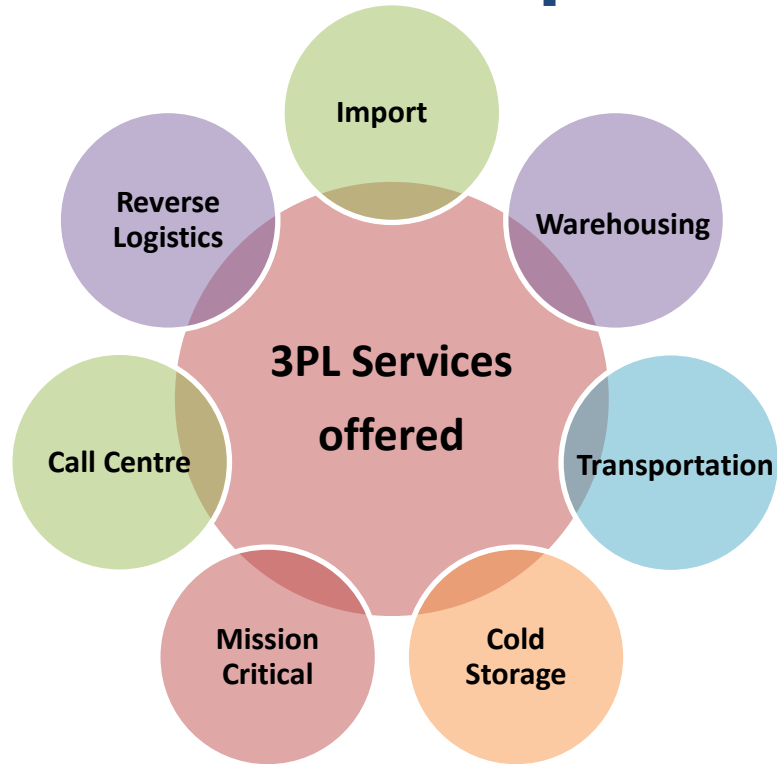 Import
Reverse
Logistics
Warehousing
3PL Services
offered
Call Centre
Transportation
Mission
Critical
Cold
Storage